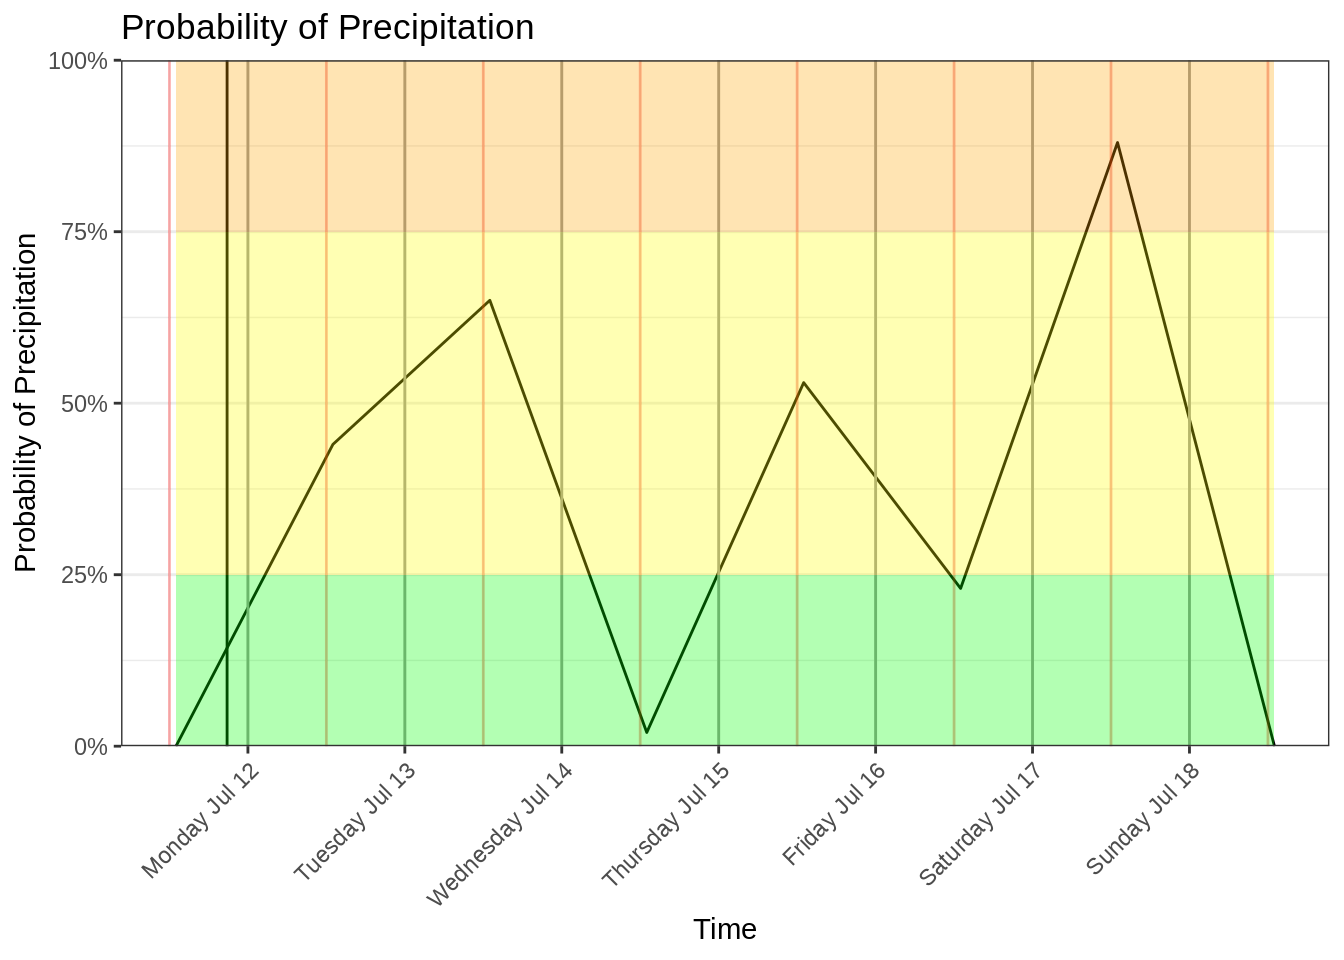 Probability of Precipitation
Probability of Precipitation
100%
75%
50%
25%
0%
Monday Jul 12
Tuesday Jul 13
Wednesday Jul 14
Thursday Jul 15
Friday Jul 16
Saturday Jul 17
Sunday Jul 18
Time